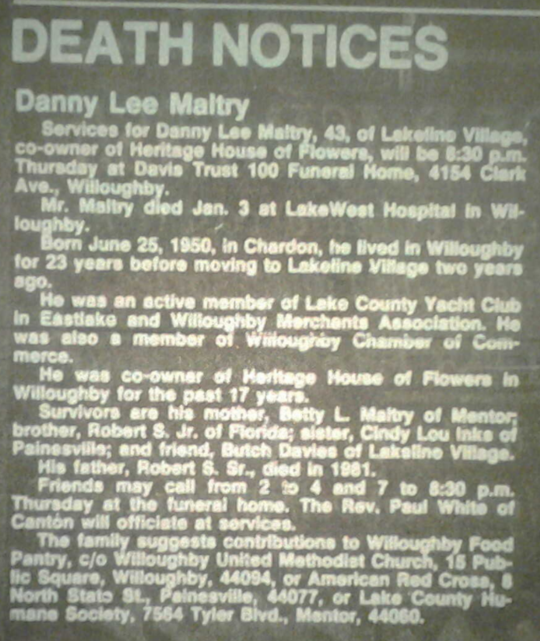 DEATH NOTICES
Danny Lee Maltry
Services for Danny Lee Maltry, 43, of Lakeline Village,
co-owner of Heritage House of Flowers, will be 8:30 p.m.
Thursday at Davis Trust 100 Funeral Home, 4154 Clark
Ave., Willoughby.
Mr. Maltry died Jan. 3 at LakeWest Hospital in Wil-
loughby.
Born June 25, 1950, in Chardon, he lived in Willoughby
for 23 years before moving to Lakeline Village two years
ago.
He was an active member of Lake County Yacht Club
in Eastlake and Willoughby Merchants Association. He
was also a member of Willoughby Chamber of Com-
merce.
He was co-owner of Heritage House of Flowers in
Willoughby for the past 17 years.
Survivors are his mother, Betty L. Maltry of Mentor;
brother, Robert S. Jr. of Florida; sister, Cindy Lou Inks of
Painesville; and friend, Butch Davies of Lakeline Village.
His father, Robert S. Sr., died in 1981.
Friends may call from 2 to 4 and 7 to 8:30 p.m.
Thursday at the funeral home. The Rev. Paul White of
Canton will officiate at services.
The family suggests contributions to Willoughby Food
Pantry, c/o Willoughby United Methodist Church, 15 Pub-
lic Square, Willoughby, 44094, or American Red Cross, 8
North State St., Painesville, 44077, or Lake County Hu-
mane Society, 7564 Tyler Blvd., Mentor, 44060.